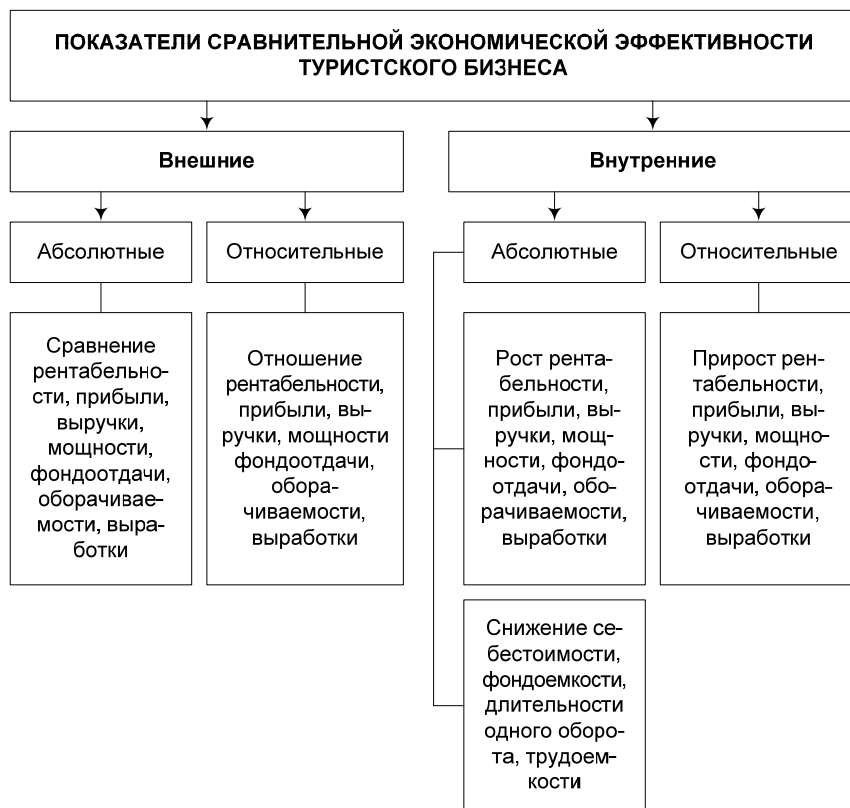 ПОКАЗАТЕЛИ СРАВНИТЕЛЬНОЙ ЭКОНОМИЧЕСКОЙ ЭФФЕКТИВНОСТИ
ТУРИСТСКОГО БИЗНЕСА
Внешние
Внутренние
Абсолютные
Относительные
Абсолютные
Относительные
Сравнение
рентабельно-
сти, прибыли,
выручки,
мощности,
фондоотдачи,
оборачивае-
мости, выра-
ботки
Отношение
рентабельности,
прибыли, вы-
ручки, мощности
фондоотдачи,
обора-
чиваемости,
выработки
Рост рента-
бельности,
прибыли, вы-
ручки, мощ-
ности, фондо-
отдачи, обо-
рачиваемости,
выработки
Прирост рен-
табельности,
прибыли, вы-
ручки, мощно-
сти, фондо-
отдачи, обора-
чиваемости,
выработки
Снижение се-
бестоимости,
фондоемкости,
длительности
одного оборо-
та, трудоем-
кости